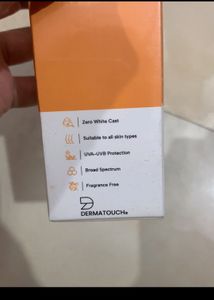 Zero White Cast
Suitable to all skin types
UVA-UVB Protection
Broad Spectrum
Fragrance Free
DERMATOUCH®